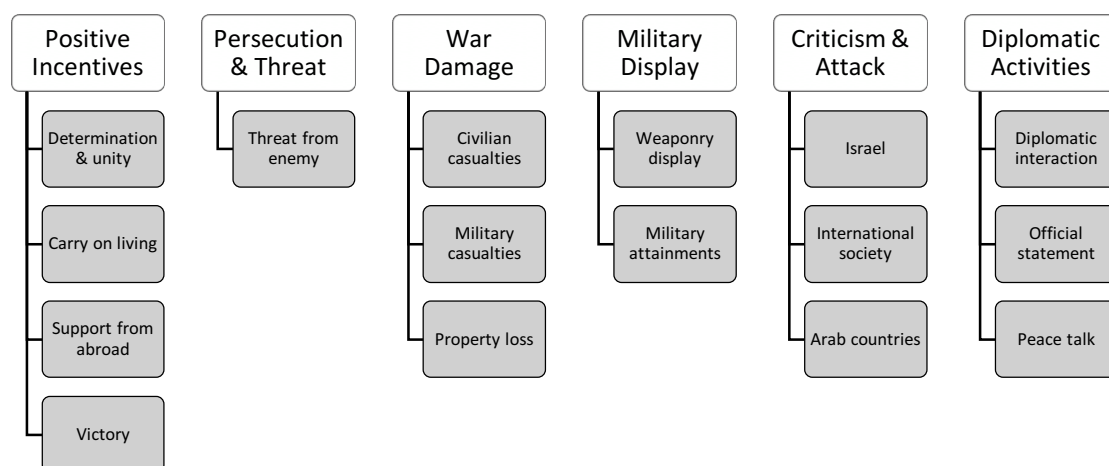 Positive
Incentives
Determination
& unity
Carry on living
Support from
abroad
Victory
Persecution
& Threat
Threat from
enemy
War
Damage
Civilian
casualties
Military
casualties
Property loss
Military
Display
Weaponry
display
Military
attainments
Criticism &
Attack
Israel
International
society
Arab countries
Diplomatic
Activities
Diplomatic
interaction
Official
statement
Peace talk